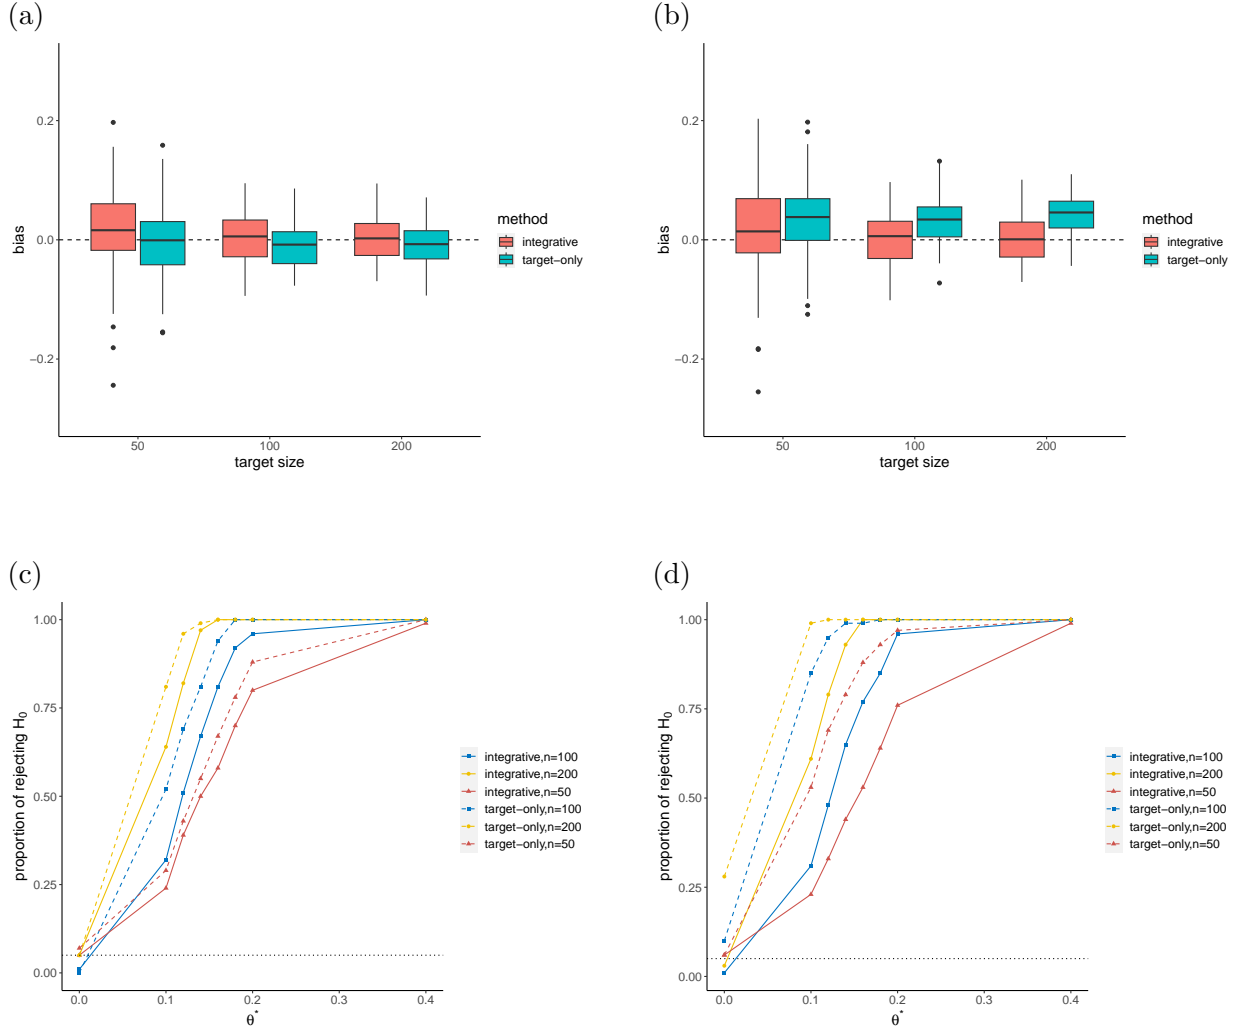 (a)
0.2
0.0
−0.2
bias
50
100
200
target size
method
integrative
target−only
(b)
0.2
0.0
−0.2
bias
50
100
200
target size
method
integrative
target−only
(c)
1.00
0.75
0.50
0.25
0.00
proportion of rejecting H₀
0.0
0.1
0.2
0.3
0.4
θ*
integrative,n=100
integrative,n=200
integrative,n=50
target−only,n=100
target−only,n=200
target−only,n=50
(d)
1.00
0.75
0.50
0.25
0.00
proportion of rejecting H₀
0.0
0.1
0.2
0.3
0.4
θ*
integrative,n=100
integrative,n=200
integrative,n=50
target−only,n=100
target−only,n=200
target−only,n=50